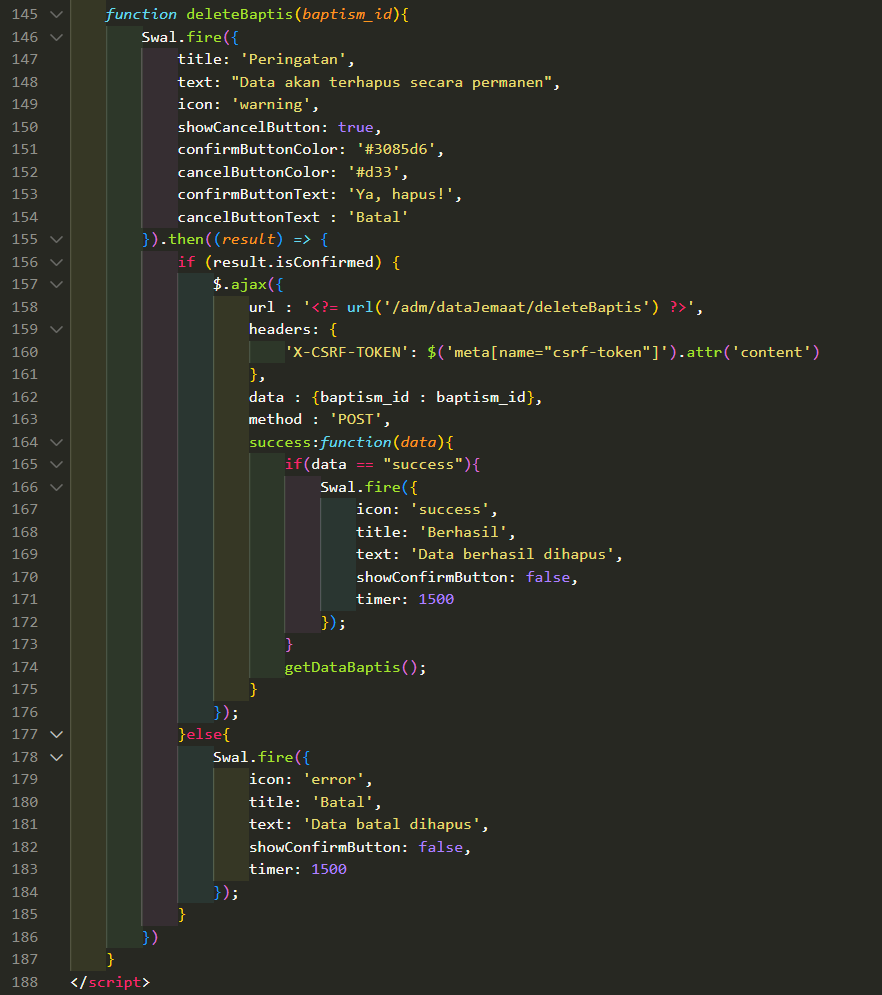 145 function deleteBaptis(baptism_id){
146 Swal.fire({
147 title: 'Peringatan',
148 text: "Data akan terhapus secara permanen",
149 icon: 'warning',
150 showCancelButton: true,
151 confirmButtonColor: '#3085d6',
152 cancelButtonColor: '#d33',
153 confirmButtonText: 'Ya, hapus!',
154 cancelButtonText : 'Batal'
155 }).then((result) => {
156 if (result.isConfirmed) {
157 $.ajax({
158 url : '<?= url('/adm/dataJemaat/deleteBaptis') ?>',
159 headers: {
160 'X-CSRF-TOKEN': $('meta[name="csrf-token"]').attr('content')
161 },
162 data : {baptism_id : baptism_id},
163 method : 'POST',
164 success:function(data){
165 if(data == "success"){
166 Swal.fire({
167 icon: 'success',
168 title: 'Berhasil',
169 text: 'Data berhasil dihapus',
170 showConfirmButton: false,
171 timer: 1500
172 });
173 }
174 getDataBaptis();
175 }
176 });
177 }else{
178 Swal.fire({
179 icon: 'error',
180 title: 'Batal',
181 text: 'Data batal dihapus',
182 showConfirmButton: false,
183 timer: 1500
184 });
185 }
186 })
187 }
188 </script>